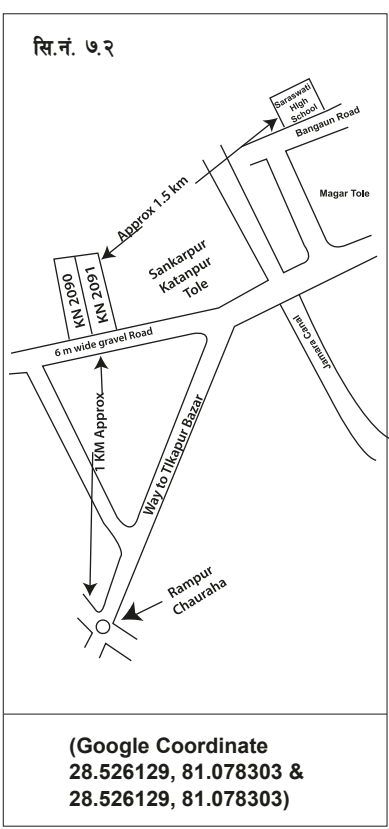 सि.नं. ७.२
Saraswati
High
School
Bangaun Road
Magar Tole
Approx 1.5 km
Sankarpur
Katanpur
Tole
KN 2090
KN 2091
6 m wide gravel Road
Jamara Canal
1 KM Approx
Way to Tikapur Bazar
Rampur
Chauraha
(Google Coordinate
28.526129, 81.078303 &
28.526129, 81.078303)